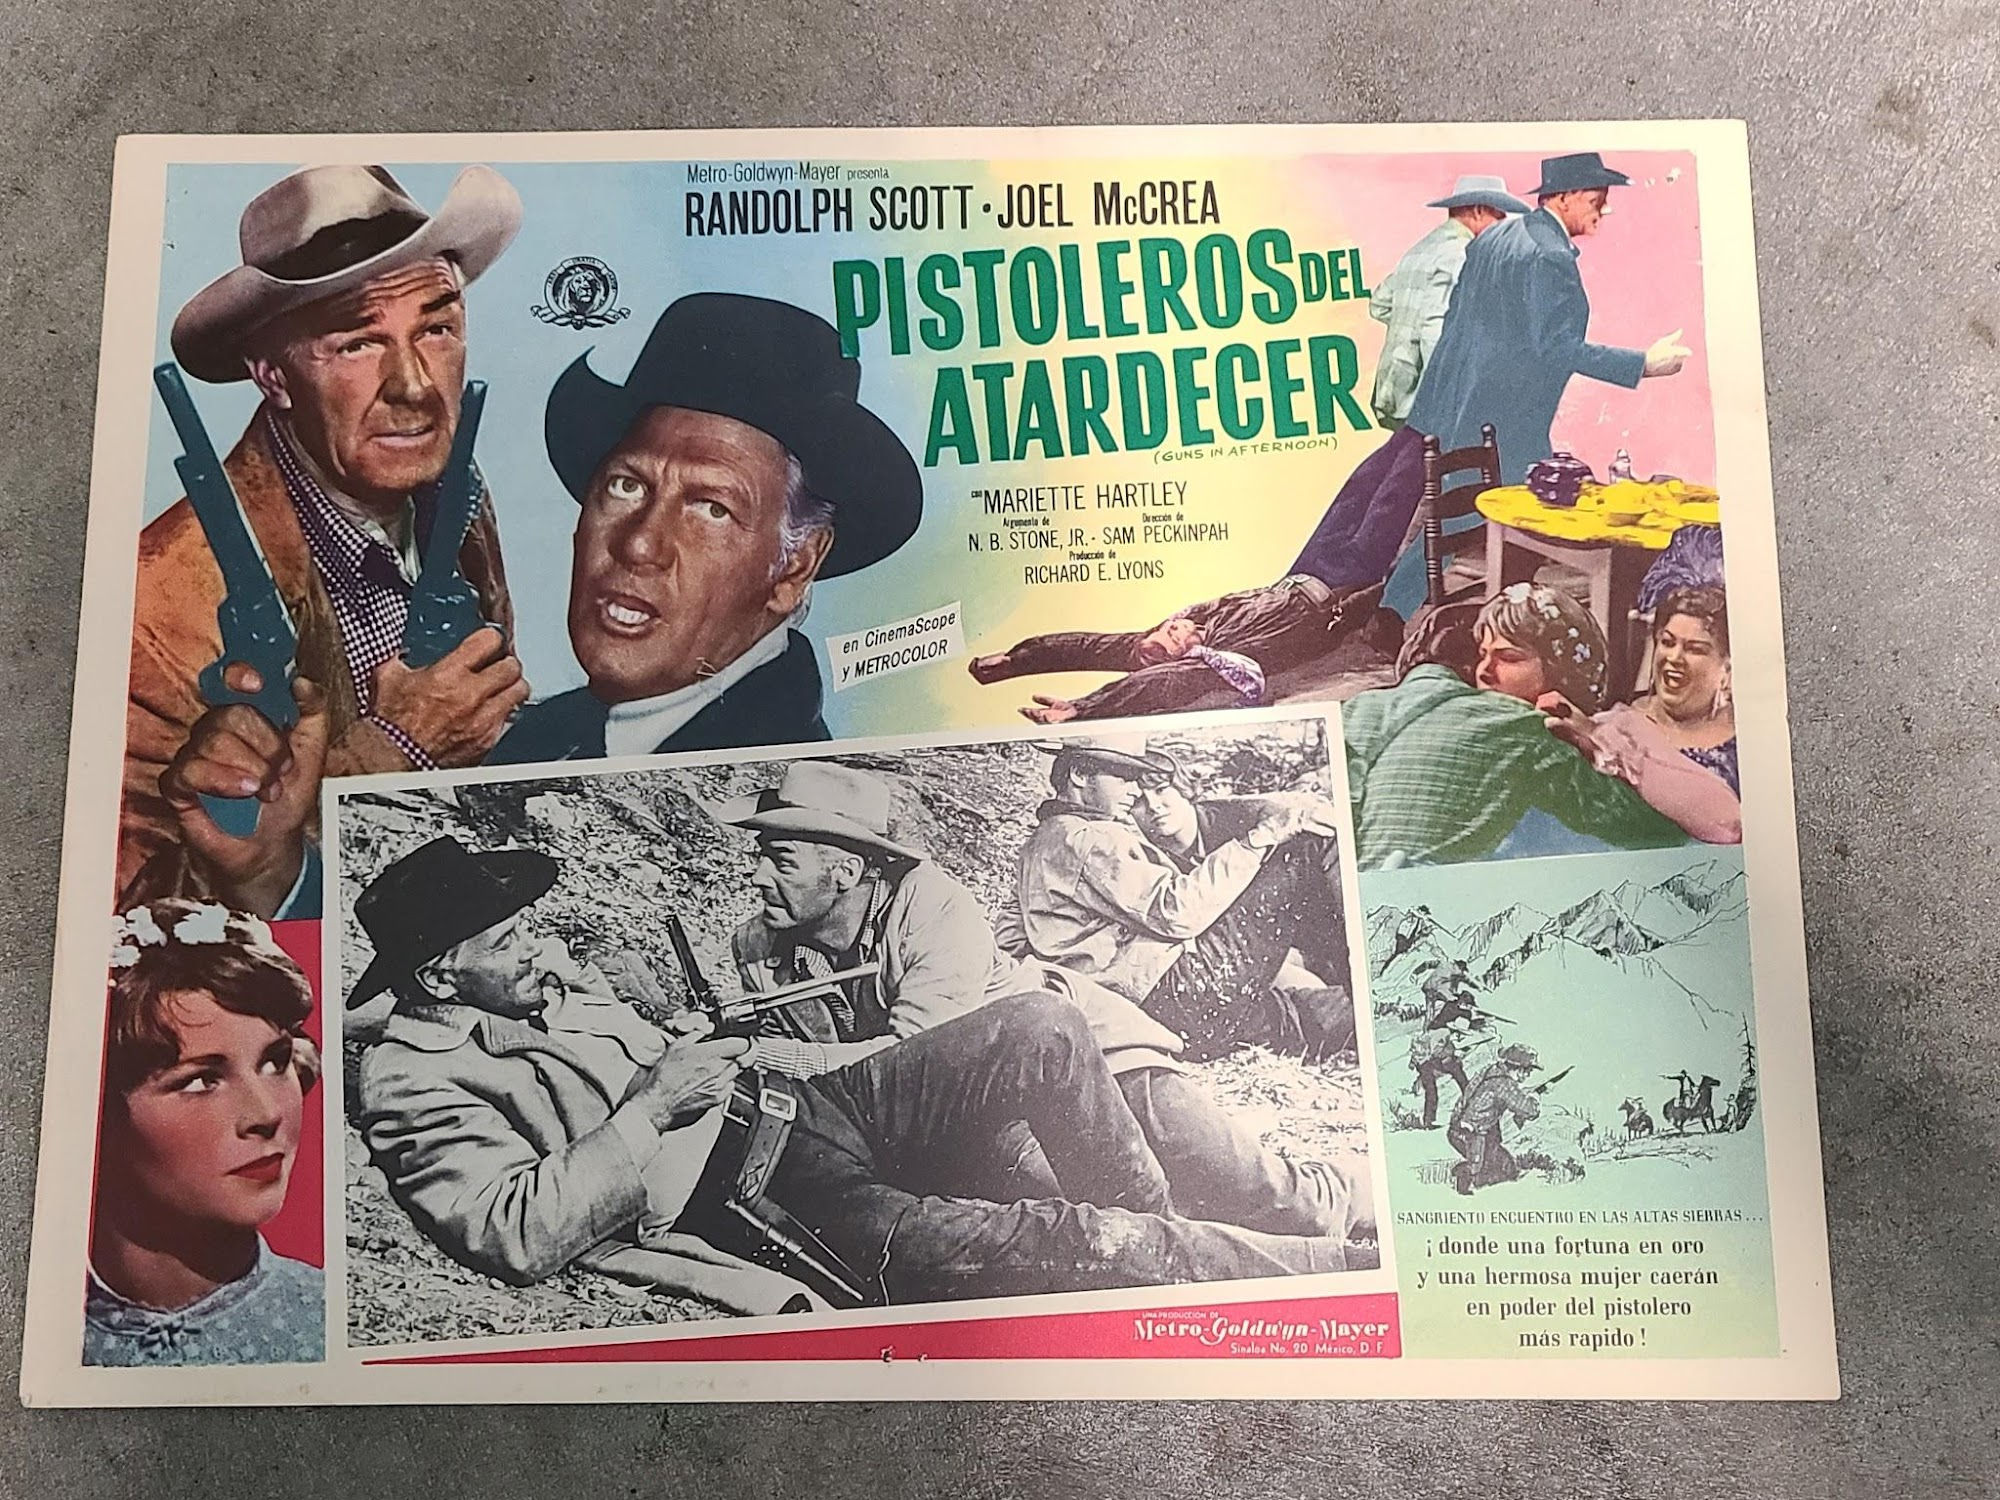 Metro-Goldwyn-Mayer presenta
RANDOLPH SCOTT · JOEL McCREA
PISTOLEROS DEL
ATARDECER
(GUNS IN AFTERNOON)
con MARIETTE HARTLEY
Argumento de Dirección de
N. B. STONE, JR. - SAM PECKINPAH
Producción de
RICHARD E. LYONS
en CinemaScope
y METROCOLOR
SANGRIENTO ENCUENTRO EN LAS ALTAS SIERRAS...
¡donde una fortuna en oro
y una hermosa mujer caerán
en poder del pistolero
más rapido!
UNA PRODUCCIÓN DE
Metro-Goldwyn-Mayer
Sinaloa No. 20 México, D. F